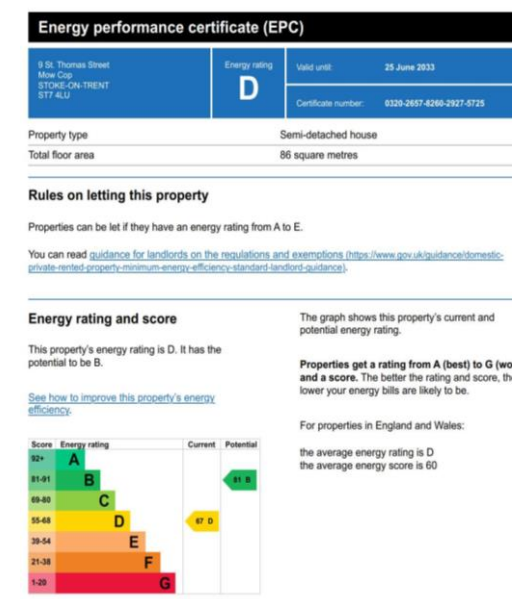 Energy performance certificate (EPC)
9 St. Thomas Street
Mow Cop
STOKE-ON-TRENT
ST7 4LU
Energy rating
D
Valid until: 25 June 2033
Certificate number: 0320-2657-8260-2927-5725
Property type Semi-detached house
Total floor area 86 square metres
Rules on letting this property
Properties can be let if they have an energy rating from A to E.
You can read guidance for landlords on the regulations and exemptions (https://www.gov.uk/guidance/domestic-
private-rented-property-minimum-energy-efficiency-standard-landlord-guidance).
Energy rating and score
This property's energy rating is D. It has the
potential to be B.
See how to improve this property's energy
efficiency.
Score Energy rating Current Potential
92+ A
81-91 B 81 B
69-80 C
55-68 D 67 D
39-54 E
21-38 F
1-20 G
The graph shows this property's current and
potential energy rating.
Properties get a rating from A (best) to G (wo
and a score. The better the rating and score, th
lower your energy bills are likely to be.
For properties in England and Wales:
the average energy rating is D
the average energy score is 60